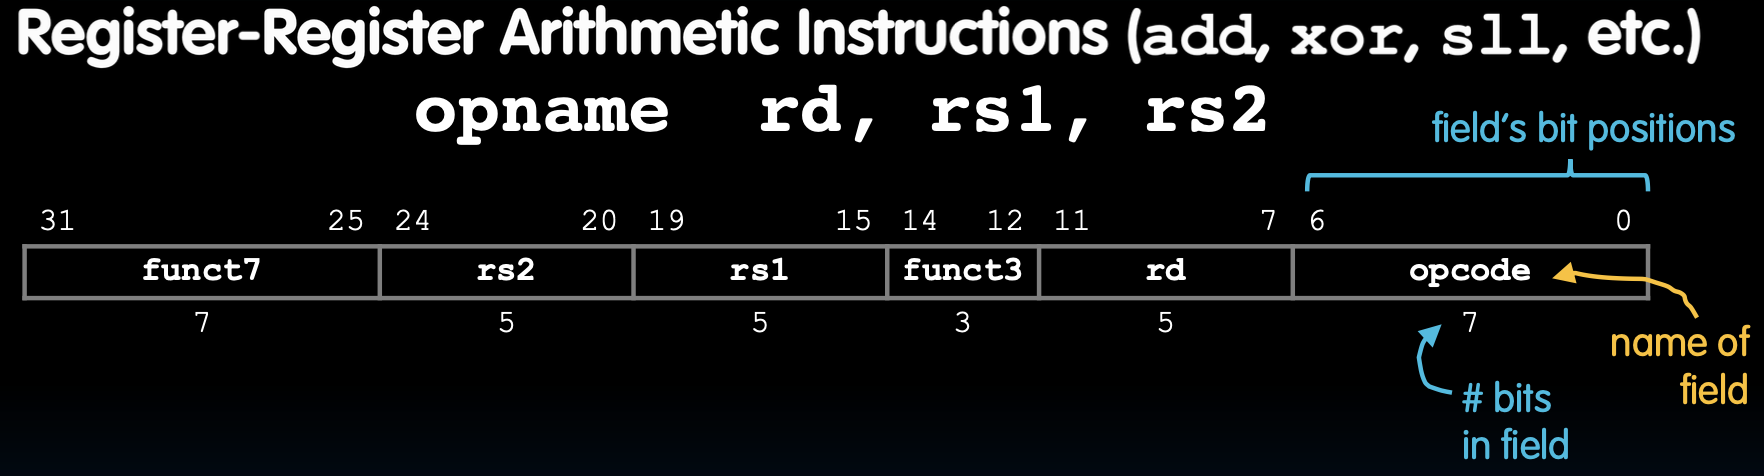 Register-Register Arithmetic Instructions (add, xor, sll, etc.)
opname rd, rs1, rs2
field's bit positions
31 25 24 20 19 15 14 12 11 7 6 0
funct7 rs2 rs1 funct3 rd opcode
7 5 5 3 5 7
name of
field
# bits
in field